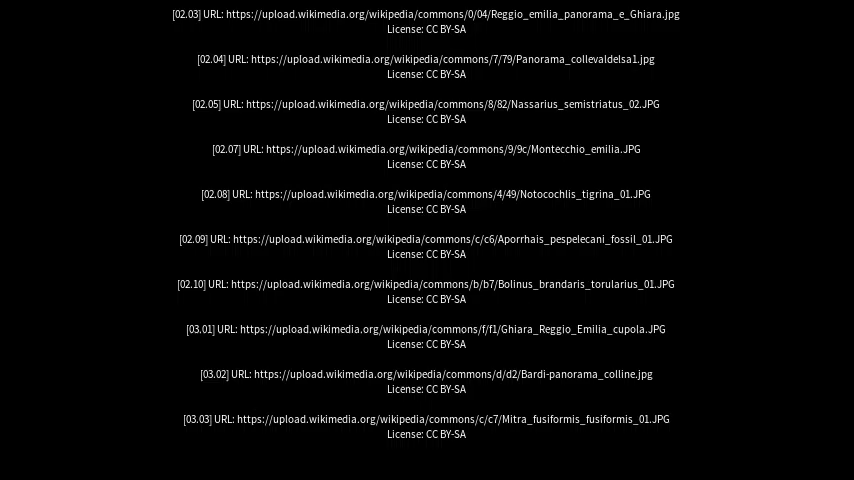 [02.03] URL: https://upload.wikimedia.org/wikipedia/commons/0/04/Reggio_emilia_panorama_e_Ghiara.jpg
License: CC BY-SA
[02.04] URL: https://upload.wikimedia.org/wikipedia/commons/7/79/Panorama_collevaldelsa1.jpg
License: CC BY-SA
[02.05] URL: https://upload.wikimedia.org/wikipedia/commons/8/82/Nassarius_semistriatus_02.JPG
License: CC BY-SA
[02.07] URL: https://upload.wikimedia.org/wikipedia/commons/9/9c/Montecchio_emilia.JPG
License: CC BY-SA
[02.08] URL: https://upload.wikimedia.org/wikipedia/commons/4/49/Notocochlis_tigrina_01.JPG
License: CC BY-SA
[02.09] URL: https://upload.wikimedia.org/wikipedia/commons/c/c6/Aporrhais_pespelecani_fossil_01.JPG
License: CC BY-SA
[02.10] URL: https://upload.wikimedia.org/wikipedia/commons/b/b7/Bolinus_brandaris_torularius_01.JPG
License: CC BY-SA
[03.01] URL: https://upload.wikimedia.org/wikipedia/commons/f/f1/Ghiara_Reggio_Emilia_cupola.JPG
License: CC BY-SA
[03.02] URL: https://upload.wikimedia.org/wikipedia/commons/d/d2/Bardi-panorama_colline.jpg
License: CC BY-SA
[03.03] URL: https://upload.wikimedia.org/wikipedia/commons/c/c7/Mitra_fusiformis_fusiformis_01.JPG
License: CC BY-SA